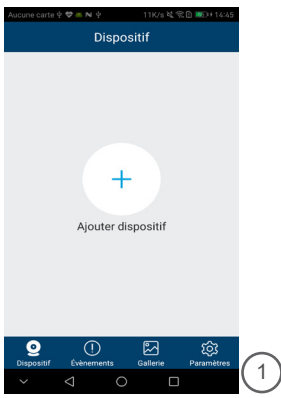 Aucune carte 11K/s 14:45
Dispositif
Ajouter dispositif
Dispositif Évènements Gallerie Paramètres
1